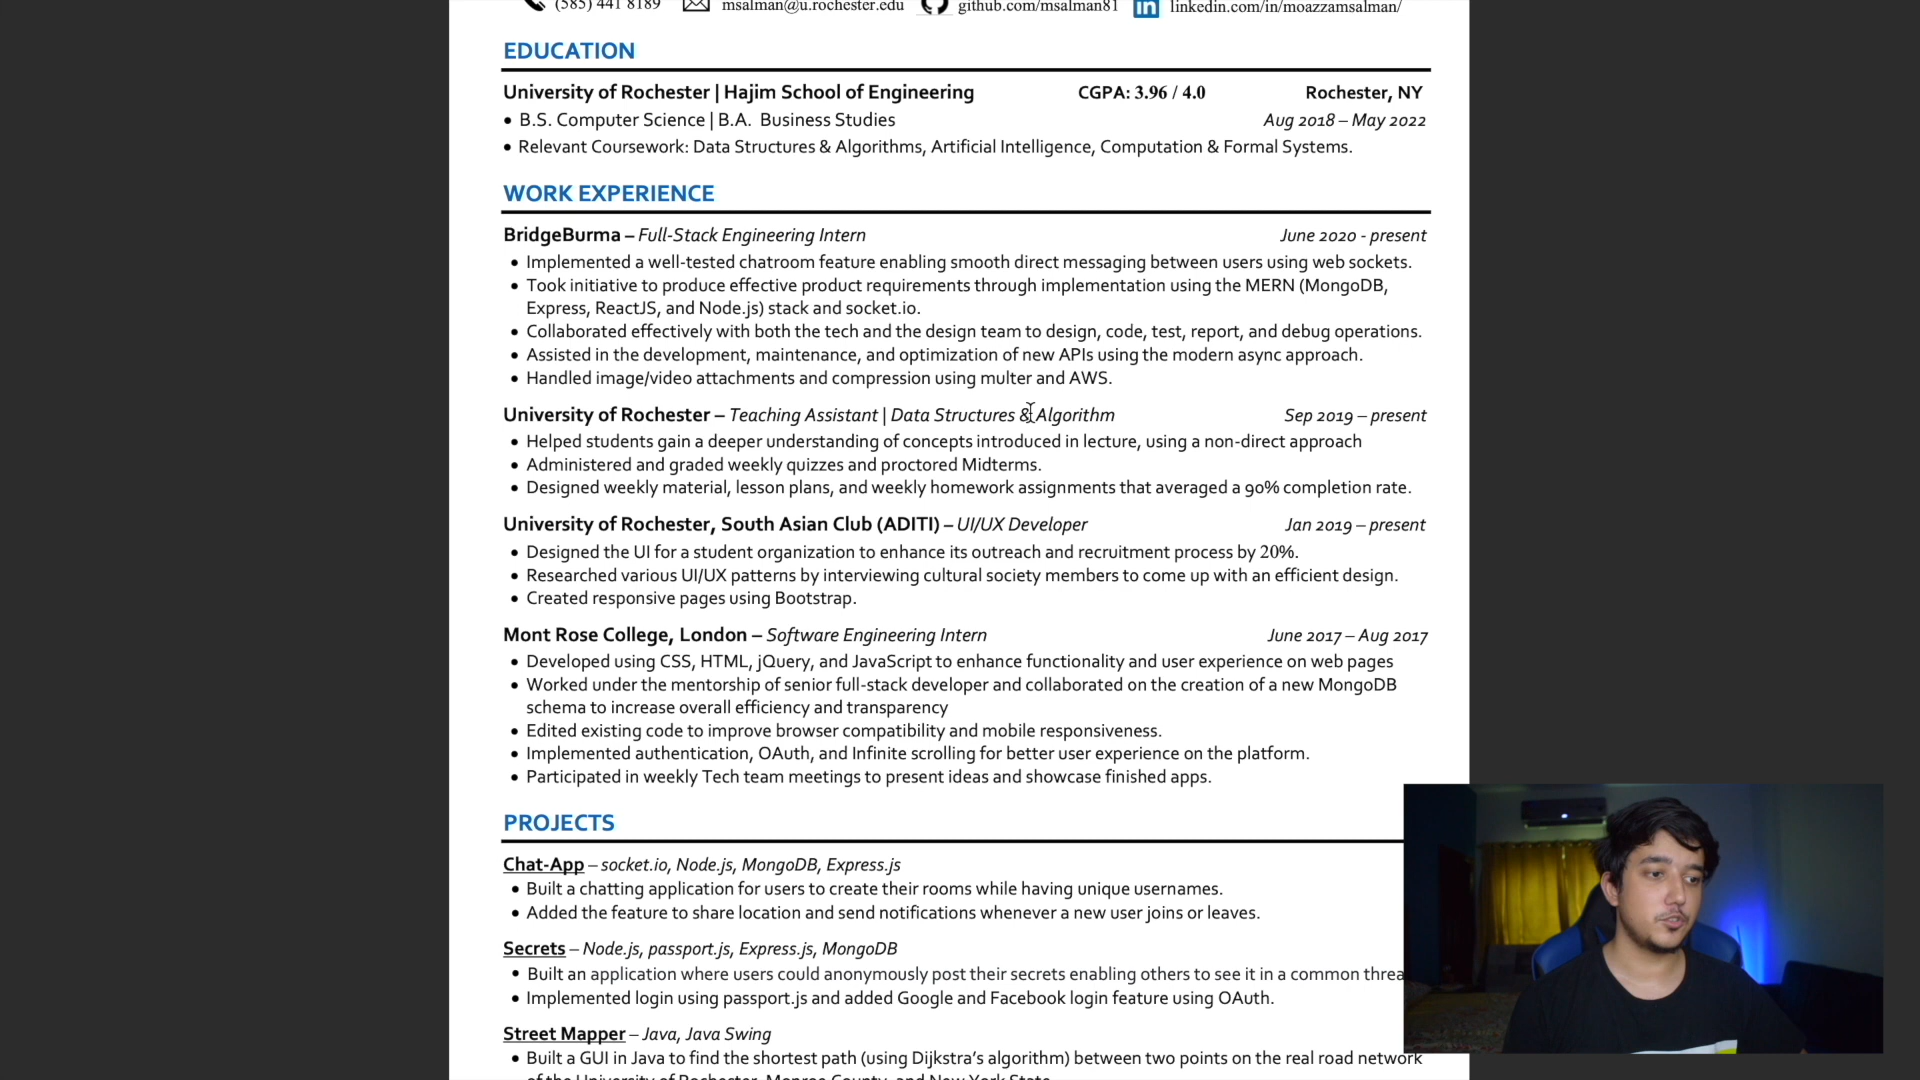 (585) 441 8189 msalman@u.rochester.edu github.com/msalman81 linkedin.com/in/moazzamsalman/
EDUCATION
University of Rochester | Hajim School of Engineering CGPA: 3.96 / 4.0 Rochester, NY
• B.S. Computer Science | B.A. Business Studies Aug 2018 – May 2022
• Relevant Coursework: Data Structures & Algorithms, Artificial Intelligence, Computation & Formal Systems.
WORK EXPERIENCE
BridgeBurma – Full-Stack Engineering Intern June 2020 - present
• Implemented a well-tested chatroom feature enabling smooth direct messaging between users using web sockets.
• Took initiative to produce effective product requirements through implementation using the MERN (MongoDB,
Express, ReactJS, and Node.js) stack and socket.io.
• Collaborated effectively with both the tech and the design team to design, code, test, report, and debug operations.
• Assisted in the development, maintenance, and optimization of new APIs using the modern async approach.
• Handled image/video attachments and compression using multer and AWS.
University of Rochester – Teaching Assistant | Data Structures & Algorithm Sep 2019 – present
• Helped students gain a deeper understanding of concepts introduced in lecture, using a non-direct approach
• Administered and graded weekly quizzes and proctored Midterms.
• Designed weekly material, lesson plans, and weekly homework assignments that averaged a 90% completion rate.
University of Rochester, South Asian Club (ADITI) – UI/UX Developer Jan 2019 – present
• Designed the UI for a student organization to enhance its outreach and recruitment process by 20%.
• Researched various UI/UX patterns by interviewing cultural society members to come up with an efficient design.
• Created responsive pages using Bootstrap.
Mont Rose College, London – Software Engineering Intern June 2017 – Aug 2017
• Developed using CSS, HTML, jQuery, and JavaScript to enhance functionality and user experience on web pages
• Worked under the mentorship of senior full-stack developer and collaborated on the creation of a new MongoDB
schema to increase overall efficiency and transparency
• Edited existing code to improve browser compatibility and mobile responsiveness.
• Implemented authentication, OAuth, and Infinite scrolling for better user experience on the platform.
• Participated in weekly Tech team meetings to present ideas and showcase finished apps.
PROJECTS
Chat-App – socket.io, Node.js, MongoDB, Express.js
• Built a chatting application for users to create their rooms while having unique usernames.
• Added the feature to share location and send notifications whenever a new user joins or leaves.
Secrets – Node.js, passport.js, Express.js, MongoDB
• Built an application where users could anonymously post their secrets enabling others to see it in a common threa
• Implemented login using passport.js and added Google and Facebook login feature using OAuth.
Street Mapper – Java, Java Swing
• Built a GUI in Java to find the shortest path (using Dijkstra's algorithm) between two points on the real road network
of the University of Rochester, Monroe County, and New York State.